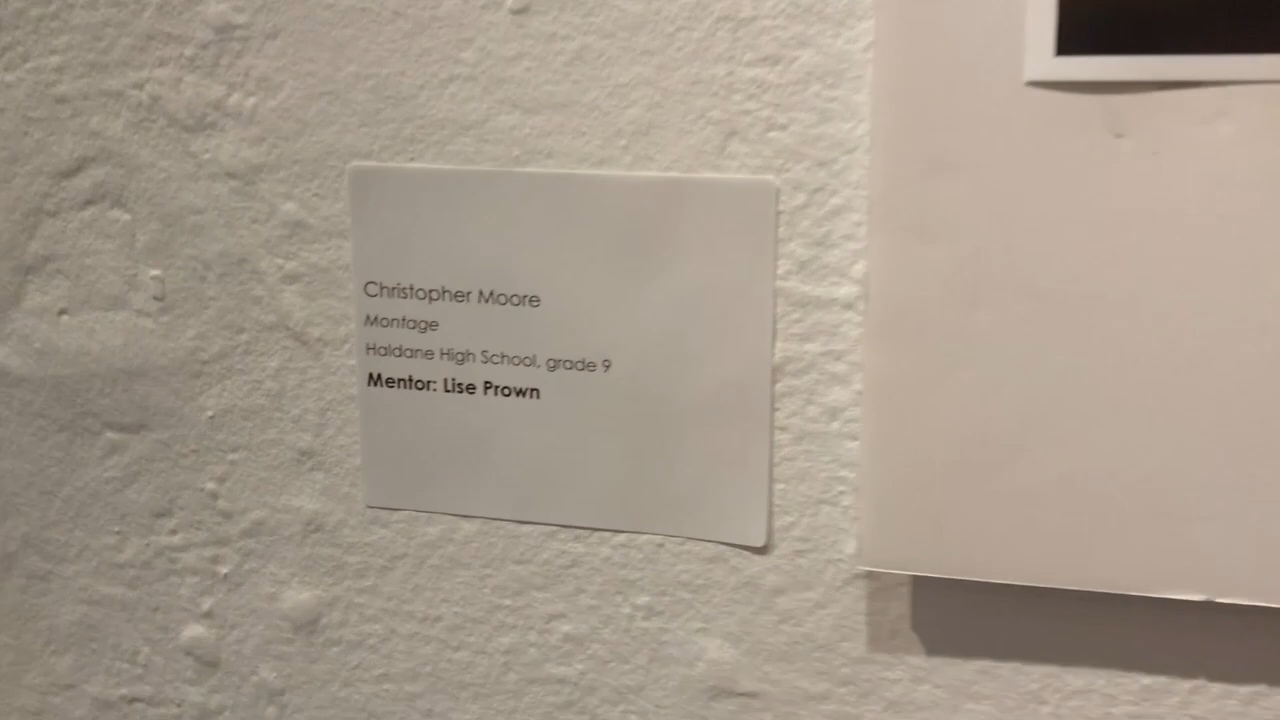 Christopher Moore
Montage
Haldane High School, grade 9
Mentor: Lise Prown